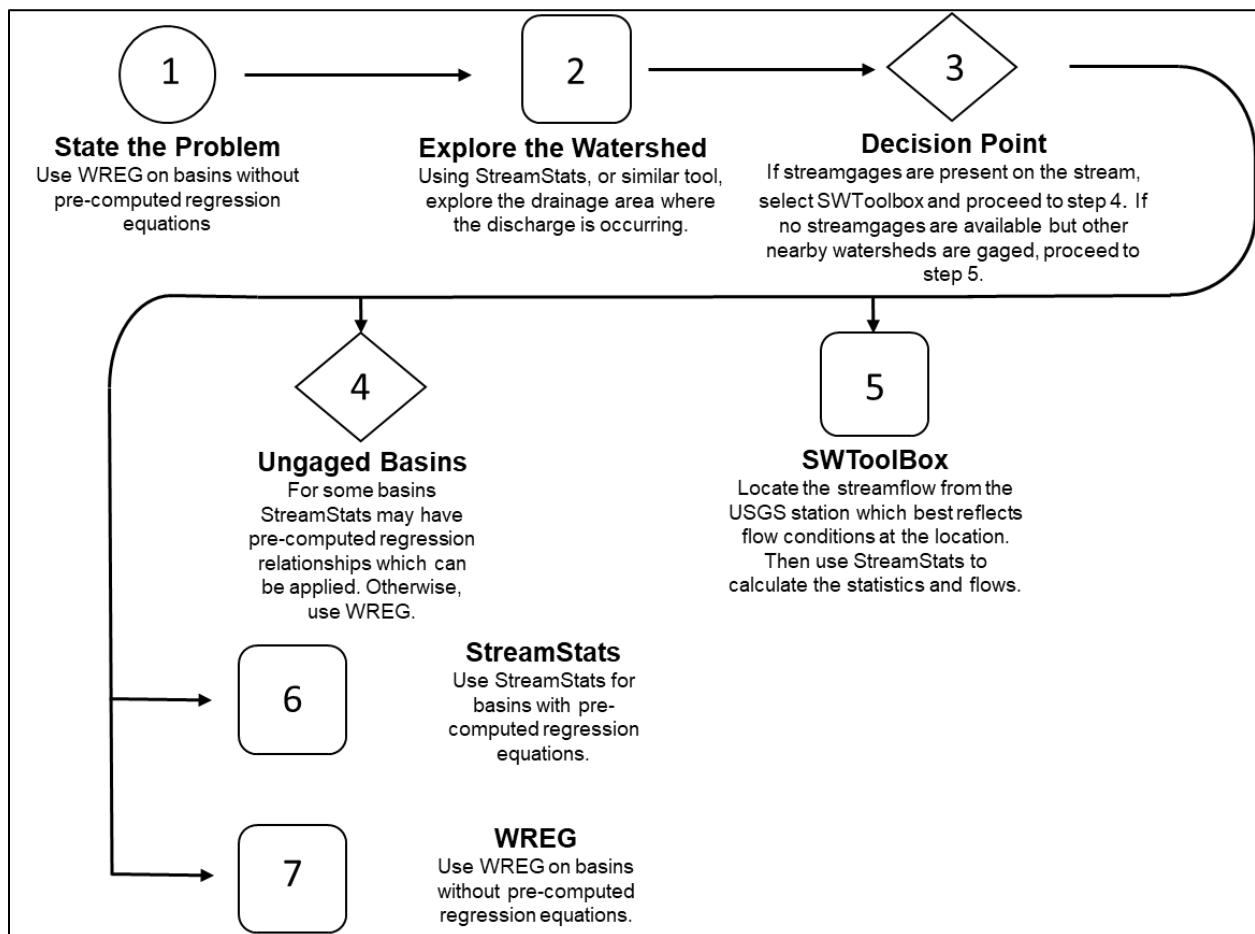 1
State the Problem
Use WREG on basins without
pre-computed regression
equations
2
Explore the Watershed
Using StreamStats, or similar tool,
explore the drainage area where
the discharge is occurring.
3
Decision Point
If streamgages are present on the stream,
select SWToolbox and proceed to step 4. If
no streamgages are available but other
nearby watersheds are gaged, proceed to
step 5.
4
Ungaged Basins
For some basins
StreamStats may have
pre-computed regression
relationships which can
be applied. Otherwise,
use WREG.
5
SWToolBox
Locate the streamflow from the
USGS station which best reflects
flow conditions at the location.
Then use StreamStats to
calculate the statistics and flows.
6
StreamStats
Use StreamStats for
basins with pre-
computed regression
equations.
7
WREG
Use WREG on basins
without pre-computed
regression equations.